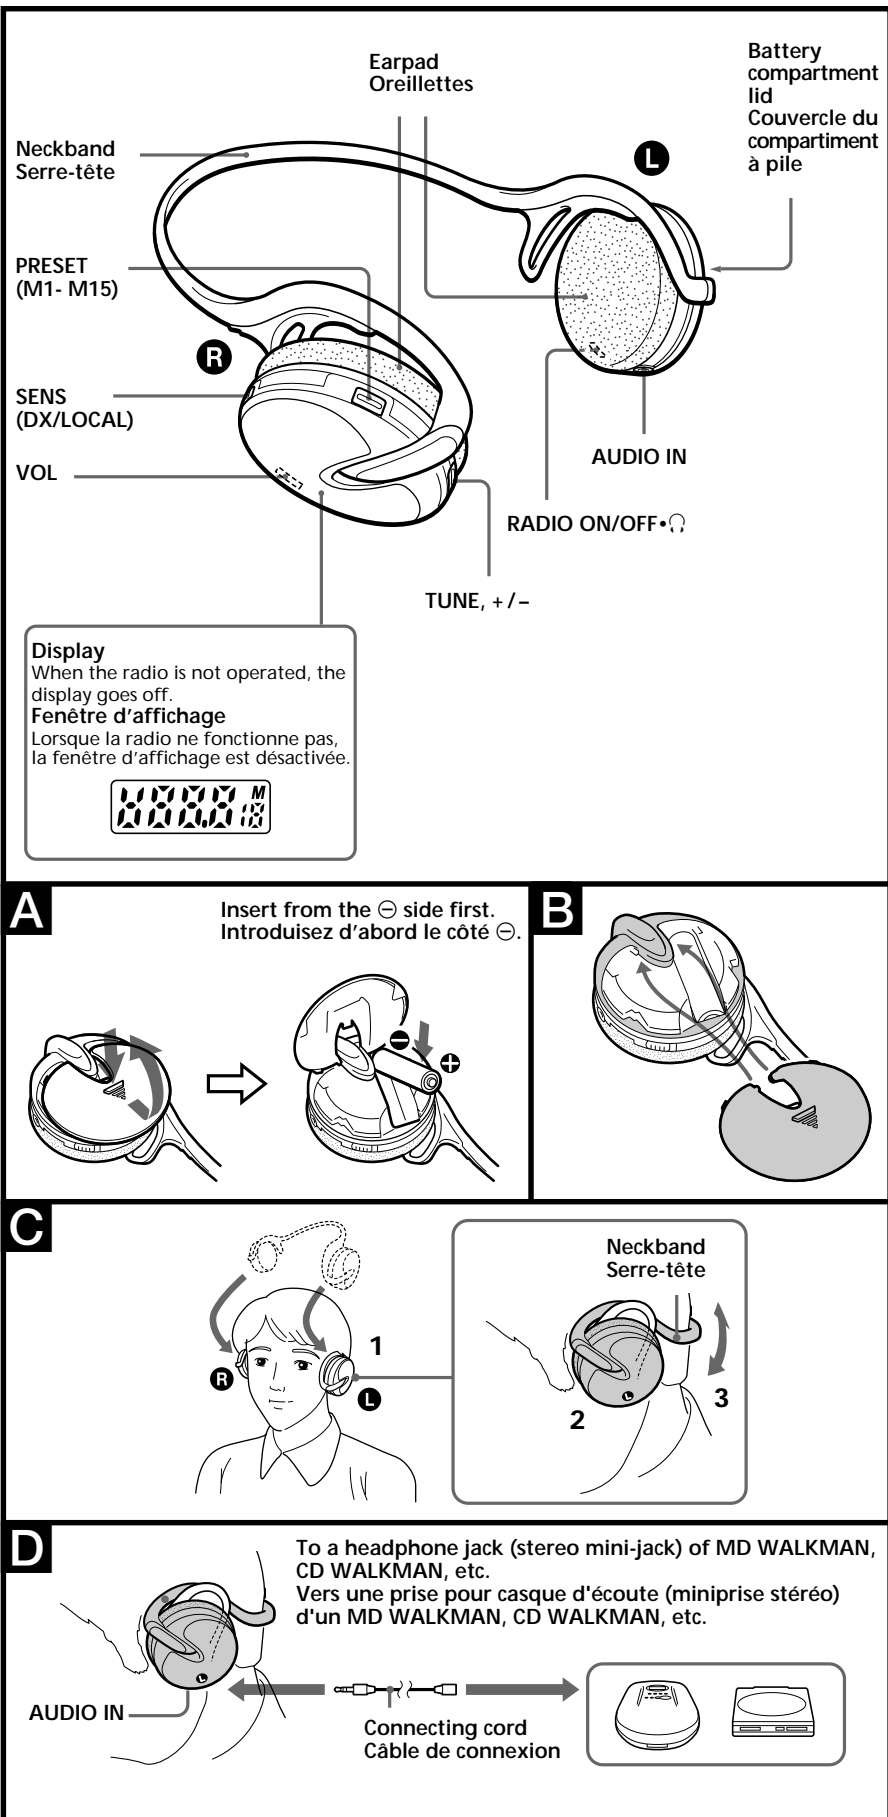 Earpad
Oreillettes
Battery
compartment
lid
Couvercle du
compartiment
à pile
Neckband
Serre-tête
L
PRESET
(M1- M15)
R
SENS
(DX/LOCAL)
VOL
AUDIO IN
RADIO ON/OFF•
TUNE, +/–
Display
When the radio is not operated, the
display goes off.
Fenêtre d'affichage
Lorsque la radio ne fonctionne pas,
la fenêtre d'affichage est désactivée.
888.8 M
18
A
Insert from the ⊖ side first.
Introduisez d'abord le côté ⊖.
B
C
Neckband
Serre-tête
1
R
L
2
L
3
D
To a headphone jack (stereo mini-jack) of MD WALKMAN,
CD WALKMAN, etc.
Vers une prise pour casque d'écoute (miniprise stéréo)
d'un MD WALKMAN, CD WALKMAN, etc.
L
AUDIO IN
Connecting cord
Câble de connexion